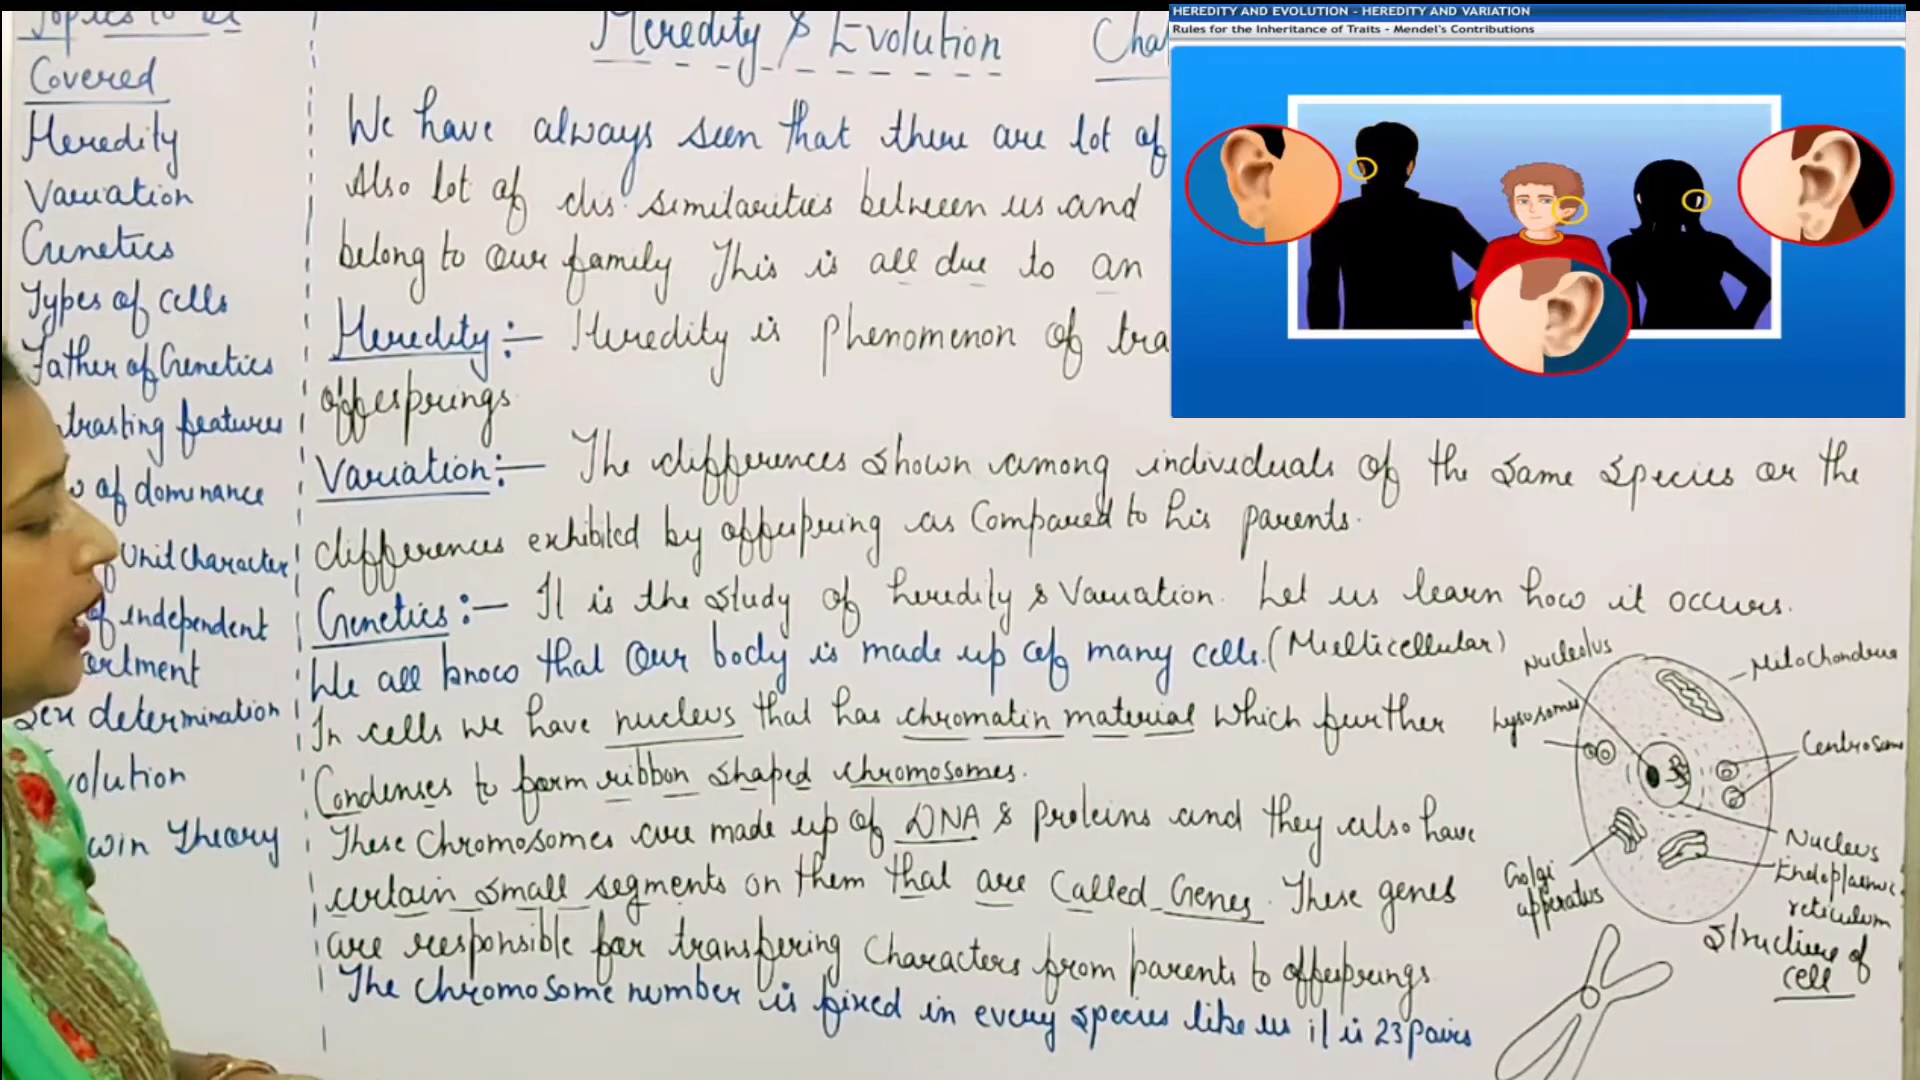 Topics to be
Covered
Heredity
Variation
Genetics
Types of cells
Father of Genetics
trasting features
of dominance
Unit Character
of independent
ortment
Sex determination
volution
win Theory
Heredity & Evolution Cha
We have always seen that there are lot of
Also lot of dis similarities between us and
belong to our family This is all due to an
Heredity:— Heredity is phenomenon of tra
offesprings
Variation:— The differences shown among individuals of the same species or the
differences exhibited by offespring as Compared to his parents.
Genetics:— It is the study of heredity & Variation. Let us learn how it occurs.
We all know that our body is made up of many cells. (Multicellular)
In cells we have nucleus that has chromatin material which further
Condenses to form ribbon shaped chromosomes.
These Chromosomes are made up of DNA & proteins and they also have
certain small segments on them that are called Genes. These genes
are responsible for transfering Characters from parents to offesprings.
The chromosome number is fixed in every species like us it is 23 pairs
HEREDITY AND EVOLUTION - HEREDITY AND VARIATION
Rules for the Inheritance of Traits - Mendel's Contributions
Nucleolus
Mitochondria
Lysosomes
Centrosome
Nucleus
Golgi
apparatus
Endoplasmic
reticulum
Structure of
cell